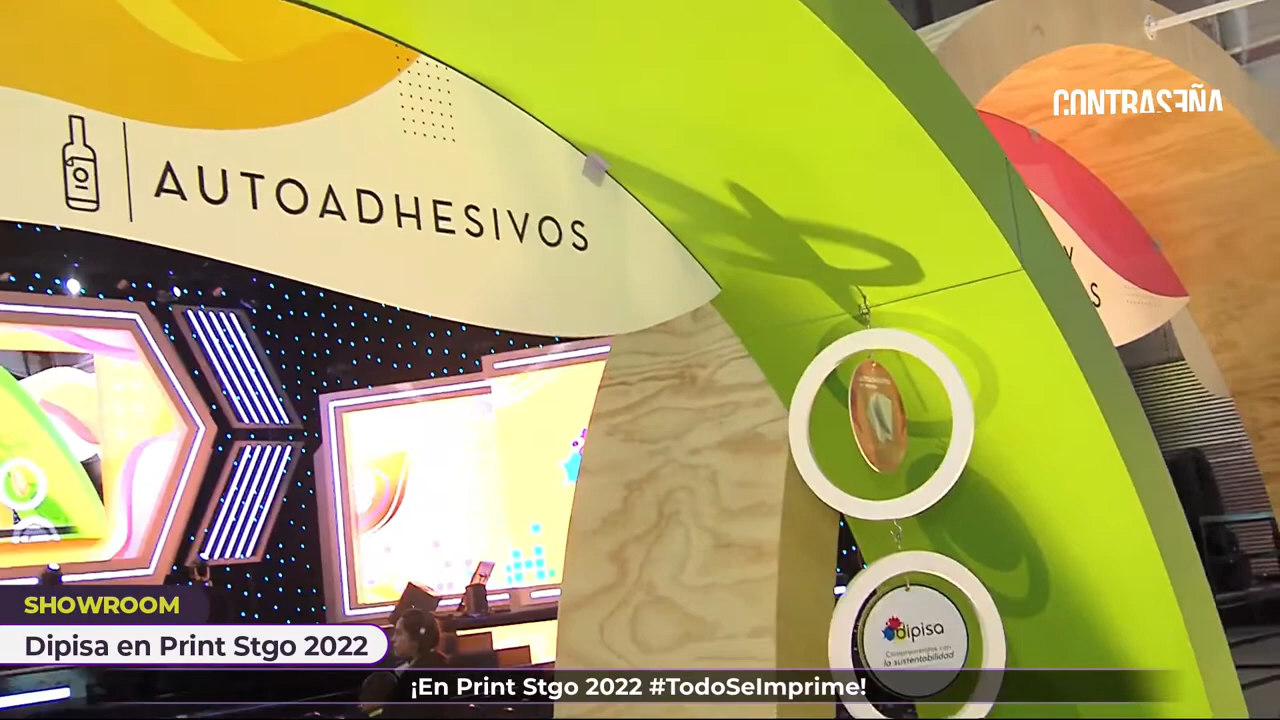 CONTRASEÑA
AUTOADHESIVOS
Y
S
dipisa
Comprometidos con
la sustentabilidad
SHOWROOM
Dipisa en Print Stgo 2022
¡En Print Stgo 2022 #TodoSeImprime!